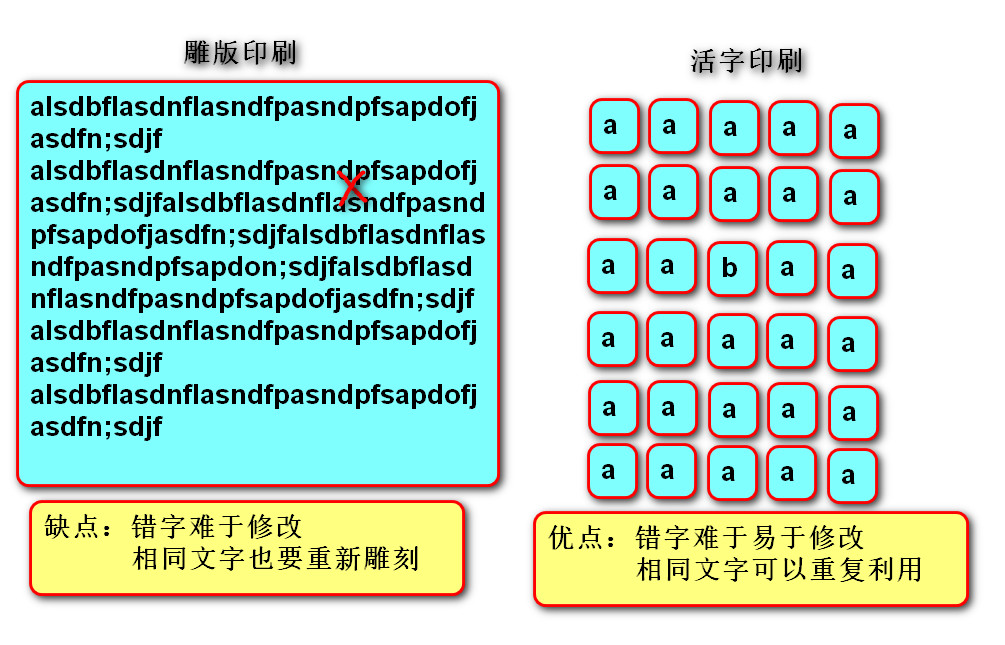 雕版印刷
alsdbflasdnflasndfpasndpfsapdofj
asdfn;sdjf
alsdbflasdnflasndfpasndpfsapdofj
asdfn;sdjfalsdbflasdnflasndfpasnd
pfsapdofjasdfn;sdjfalsdbflasdnflas
ndfpasndpfsapdon;sdjfalsdbflasd
nflasndfpasndpfsapdofjasdfn;sdjf
alsdbflasdnflasndfpasndpfsapdofj
asdfn;sdjf
alsdbflasdnflasndfpasndpfsapdofj
asdfn;sdjf
缺点：错字难于修改
相同文字也要重新雕刻
活字印刷
a a a a a
a a a a a
a a b a a
a a a a a
a a a a a
a a a a a
优点：错字难于易于修改
相同文字可以重复利用